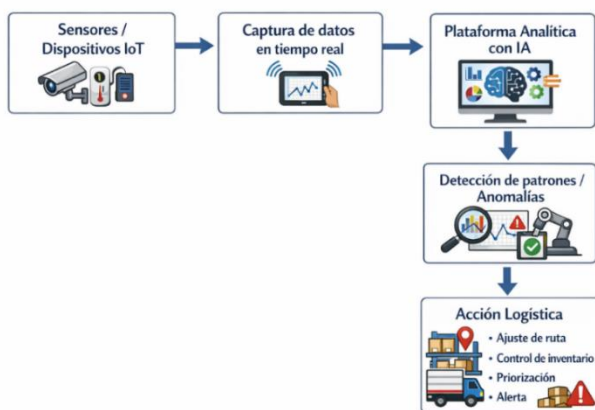 Sensores /
Dispositivos IoT
Captura de datos
en tiempo real
Plataforma Analítica
con IA
Detección de patrones /
Anomalías
Acción Logística
• Ajuste de ruta
• Control de inventario
• Priorización
• Alerta